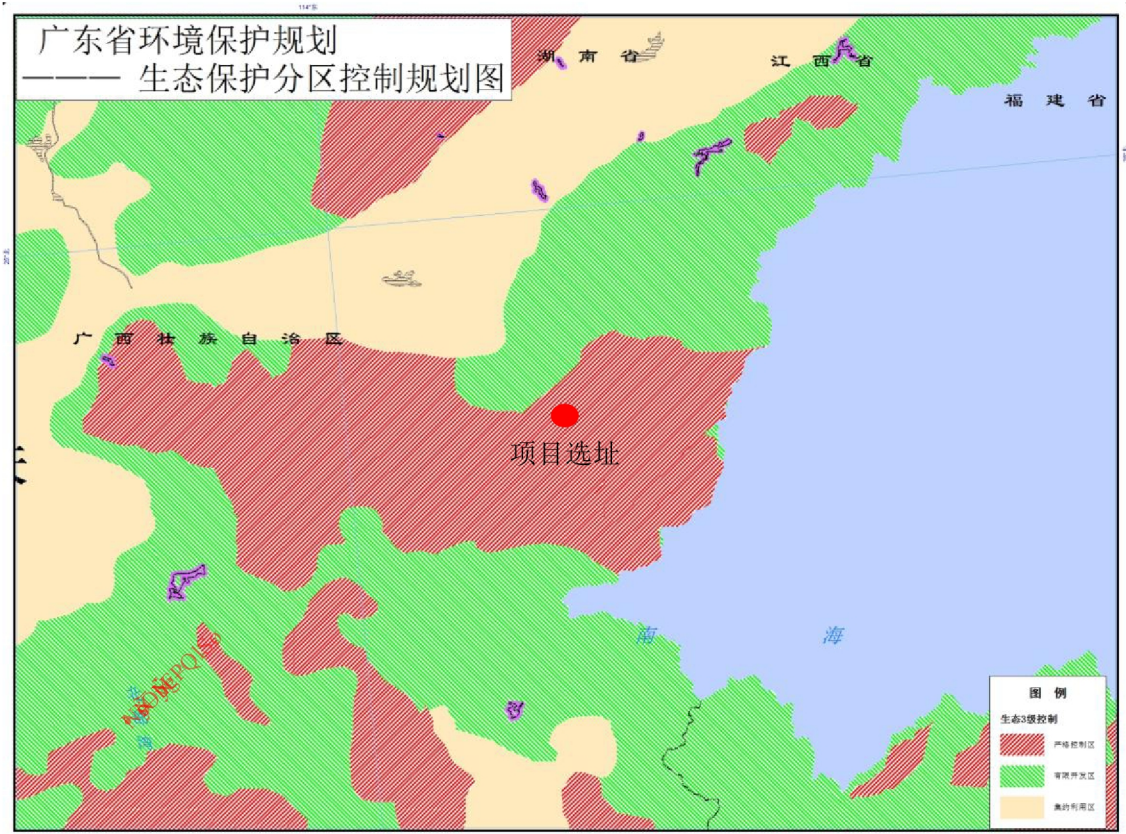 114°东
广东省环境保护规划
——— 生态保护分区控制规划图
湖南省
江西省
福建省
广西壮族自治区
项目选址
南海
图例
生态3级控制
严格控制区
有限开发区
集约利用区